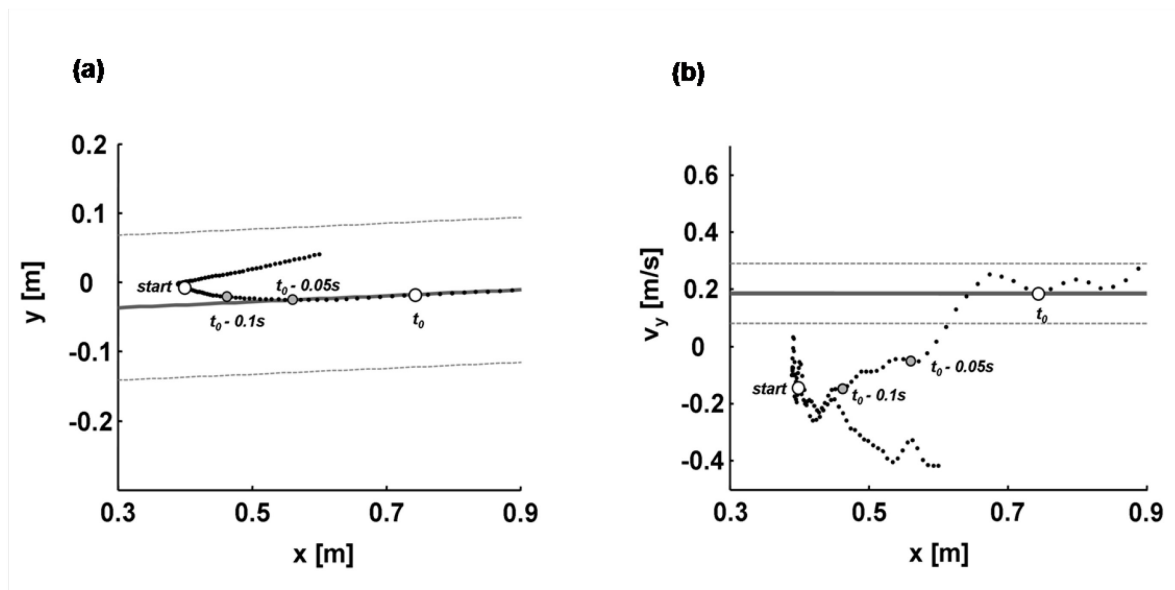 (a)
0.2
0.1
0
-0.1
-0.2
y [m]
start
t0 - 0.05s
t0 - 0.1s
t0
0.3
0.5
0.7
0.9
x [m]
(b)
0.6
0.4
0.2
0
-0.2
-0.4
vy [m/s]
start
t0
t0 - 0.05s
t0 - 0.1s
0.3
0.5
0.7
0.9
x [m]